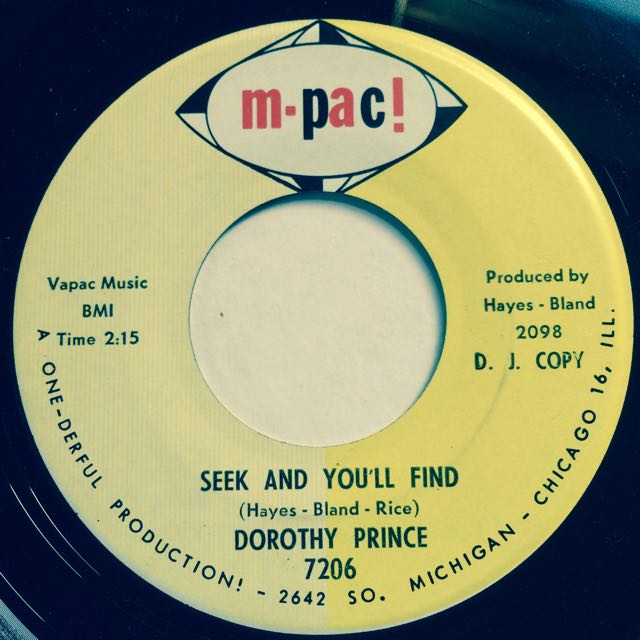 m-pac!
Vapac Music
BMI
Time 2:15
Produced by
Hayes - Bland
2098
D. J. COPY
SEEK AND YOU'LL FIND
(Hayes - Bland - Rice)
DOROTHY PRINCE
7206
A ONE-DERFUL PRODUCTION! - 2642 SO. MICHIGAN - CHICAGO 16, ILL.